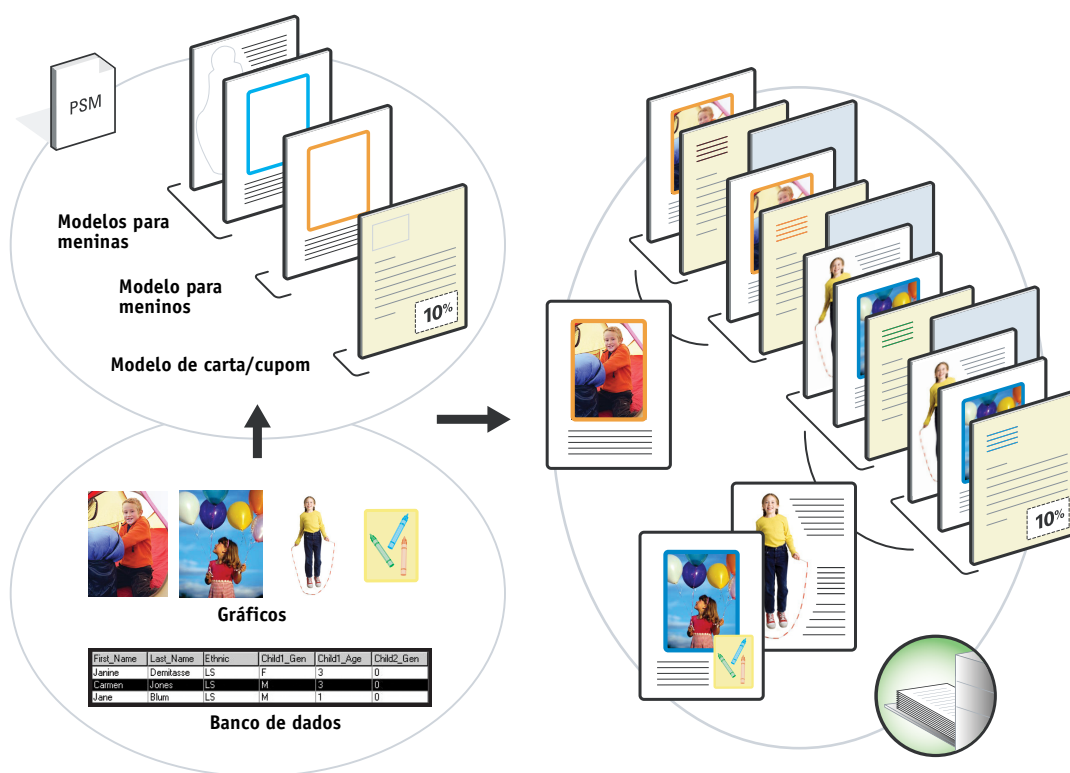 PSM
Modelos para
meninas
Modelo para
meninos
10%
Modelo de carta/cupom
Gráficos
First_Name Last_Name Ethnic Child1_Gen Child1_Age Child2_Gen
Janine Demitasse LS F 3 0
Carmen Jones LS M 3 0
Jane Blum LS M 1 0
Banco de dados
10%